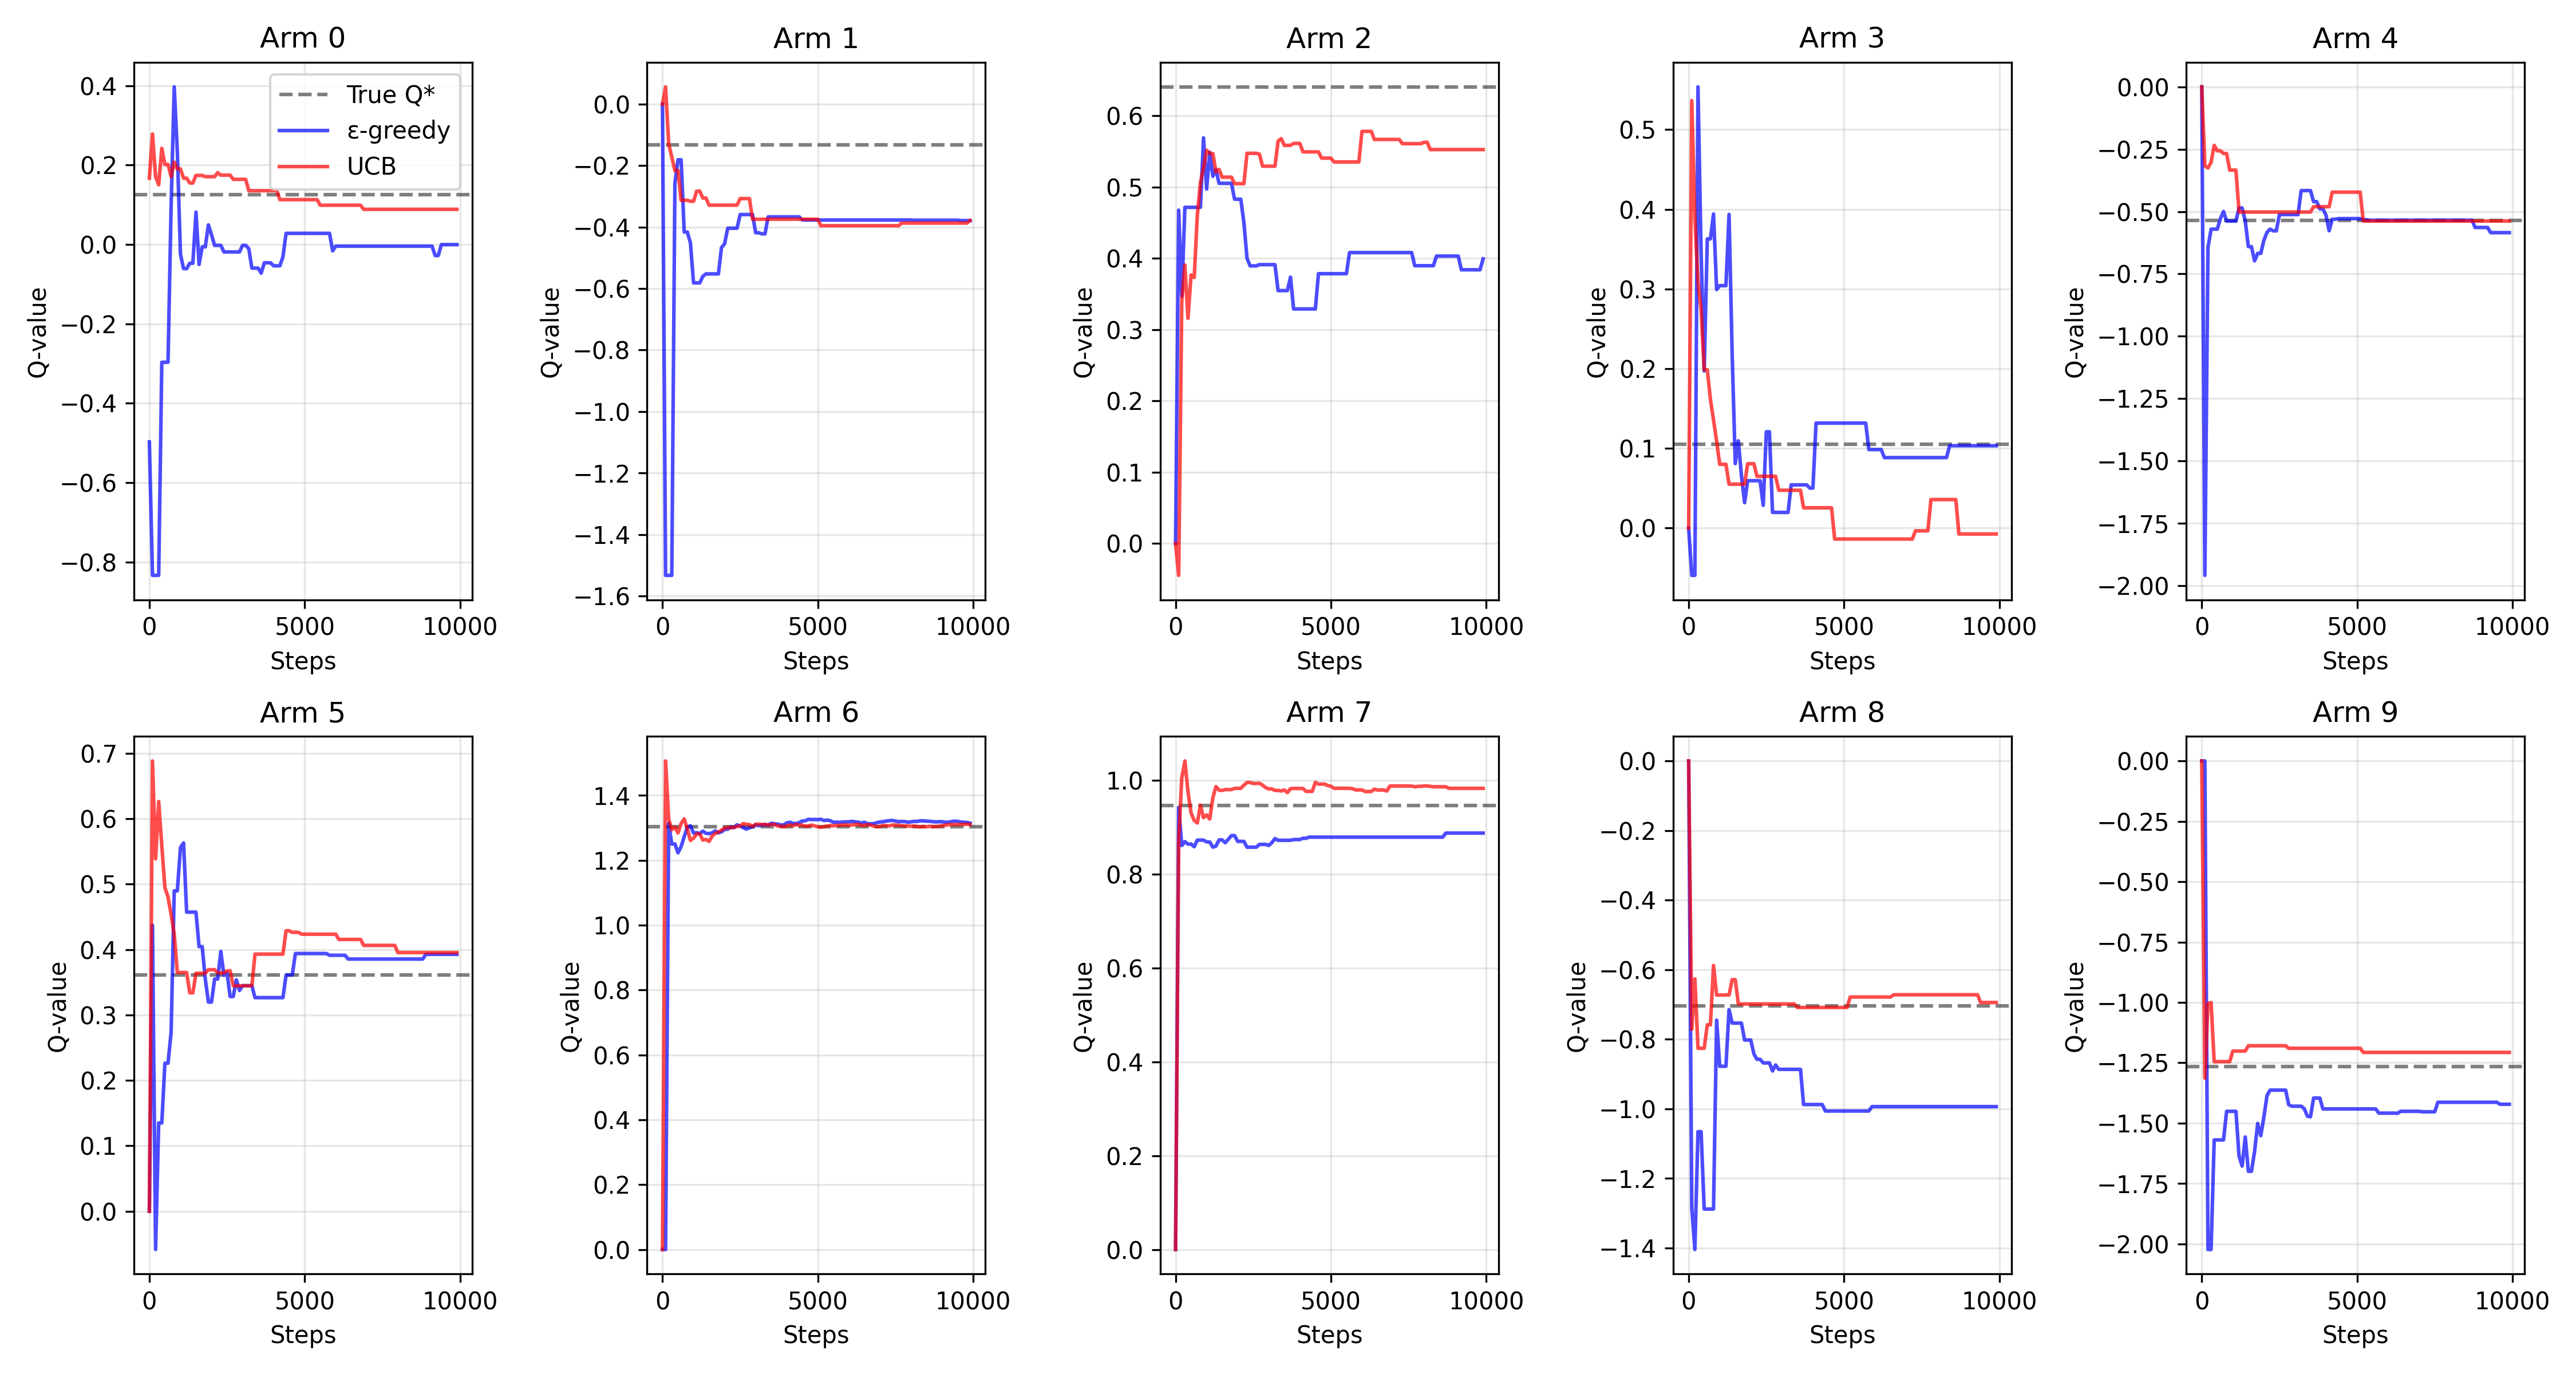 Arm 0
Q-value
0.4
0.2
0.0
−0.2
−0.4
−0.6
−0.8
True Q*
ε-greedy
UCB
0 5000 10000
Steps
Arm 1
Q-value
0.0
−0.2
−0.4
−0.6
−0.8
−1.0
−1.2
−1.4
−1.6
0 5000 10000
Steps
Arm 2
Q-value
0.6
0.5
0.4
0.3
0.2
0.1
0.0
0 5000 10000
Steps
Arm 3
Q-value
0.5
0.4
0.3
0.2
0.1
0.0
0 5000 10000
Steps
Arm 4
Q-value
0.00
−0.25
−0.50
−0.75
−1.00
−1.25
−1.50
−1.75
−2.00
0 5000 10000
Steps
Arm 5
Q-value
0.7
0.6
0.5
0.4
0.3
0.2
0.1
0.0
0 5000 10000
Steps
Arm 6
Q-value
1.4
1.2
1.0
0.8
0.6
0.4
0.2
0.0
0 5000 10000
Steps
Arm 7
Q-value
1.0
0.8
0.6
0.4
0.2
0.0
0 5000 10000
Steps
Arm 8
Q-value
0.0
−0.2
−0.4
−0.6
−0.8
−1.0
−1.2
−1.4
0 5000 10000
Steps
Arm 9
Q-value
0.00
−0.25
−0.50
−0.75
−1.00
−1.25
−1.50
−1.75
−2.00
0 5000 10000
Steps